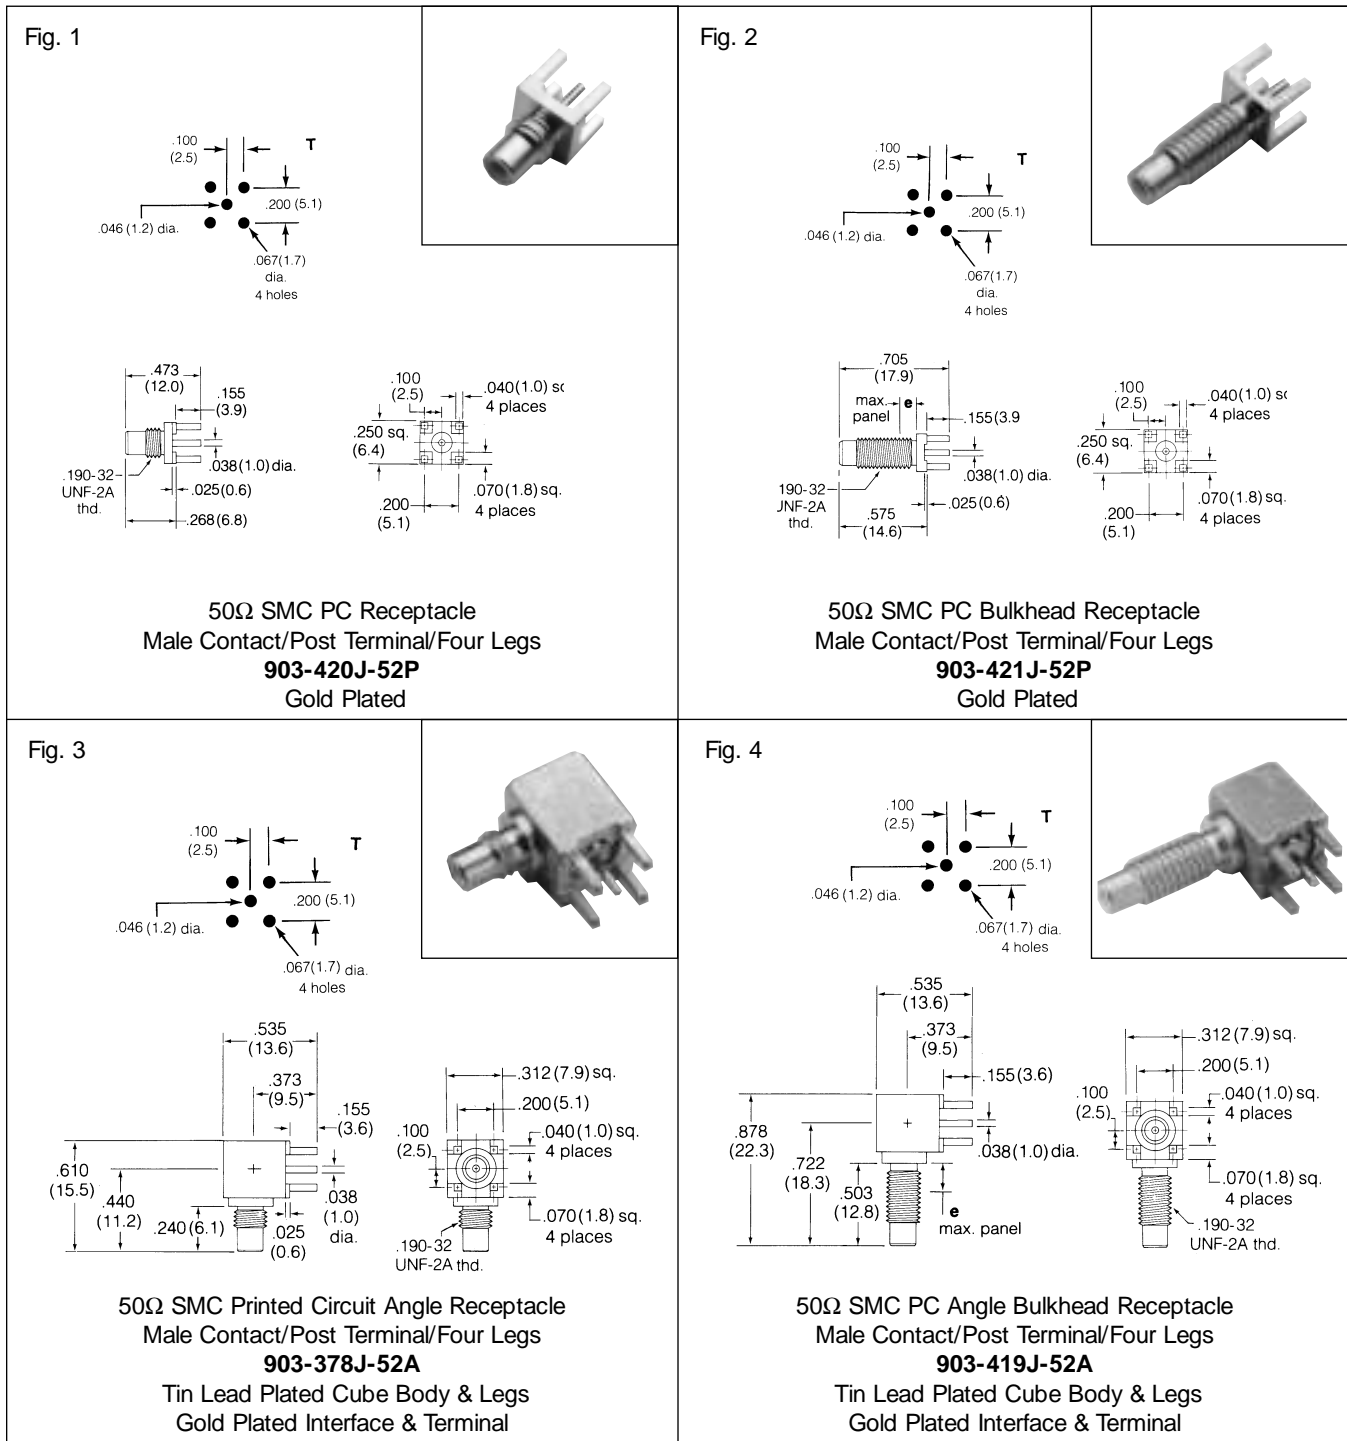 Fig. 1
.100
(2.5)
T
.200 (5.1)
.046 (1.2) dia.
.067(1.7)
dia.
4 holes
.473
(12.0)
.155
(3.9)
.038(1.0) dia.
.190-32
UNF-2A
thd.
.025(0.6)
.268(6.8)
.100
(2.5)
.040(1.0) sq
4 places
.250 sq.
(6.4)
.070(1.8) sq.
4 places
.200
(5.1)
50Ω SMC PC Receptacle
Male Contact/Post Terminal/Four Legs
903-420J-52P
Gold Plated
Fig. 2
.100
(2.5)
T
.200 (5.1)
.046 (1.2) dia.
.067(1.7)
dia.
4 holes
.705
(17.9)
max.
panel
e
.155(3.9
.038(1.0) dia.
190-32
UNF-2A
thd.
.025(0.6)
.575
(14.6)
.100
(2.5)
.040(1.0) sq
4 places
.250 sq.
(6.4)
.070(1.8) sq.
4 places
.200
(5.1)
50Ω SMC PC Bulkhead Receptacle
Male Contact/Post Terminal/Four Legs
903-421J-52P
Gold Plated
Fig. 3
.100
(2.5)
T
.200 (5.1)
.046 (1.2) dia.
.067(1.7) dia.
4 holes
.535
(13.6)
.373
(9.5)
.155
(3.6)
.610
(15.5)
.440
(11.2)
.240(6.1)
.025
(0.6)
.038
(1.0)
dia.
.312(7.9) sq.
.200(5.1)
.100
(2.5)
.040(1.0) sq.
4 places
.070(1.8) sq.
4 places
.190-32
UNF-2A thd.
50Ω SMC Printed Circuit Angle Receptacle
Male Contact/Post Terminal/Four Legs
903-378J-52A
Tin Lead Plated Cube Body & Legs
Gold Plated Interface & Terminal
Fig. 4
.100
(2.5)
T
.200 (5.1)
.046 (1.2) dia.
.067(1.7) dia.
4 holes
.535
(13.6)
.373
(9.5)
.155(3.6)
.878
(22.3)
.722
(18.3)
.503
(12.8)
.038(1.0) dia.
e
max. panel
.312(7.9) sq.
.200(5.1)
.100
(2.5)
.040(1.0) sq.
4 places
.070(1.8) sq.
4 places
.190-32
UNF-2A thd.
50Ω SMC PC Angle Bulkhead Receptacle
Male Contact/Post Terminal/Four Legs
903-419J-52A
Tin Lead Plated Cube Body & Legs
Gold Plated Interface & Terminal